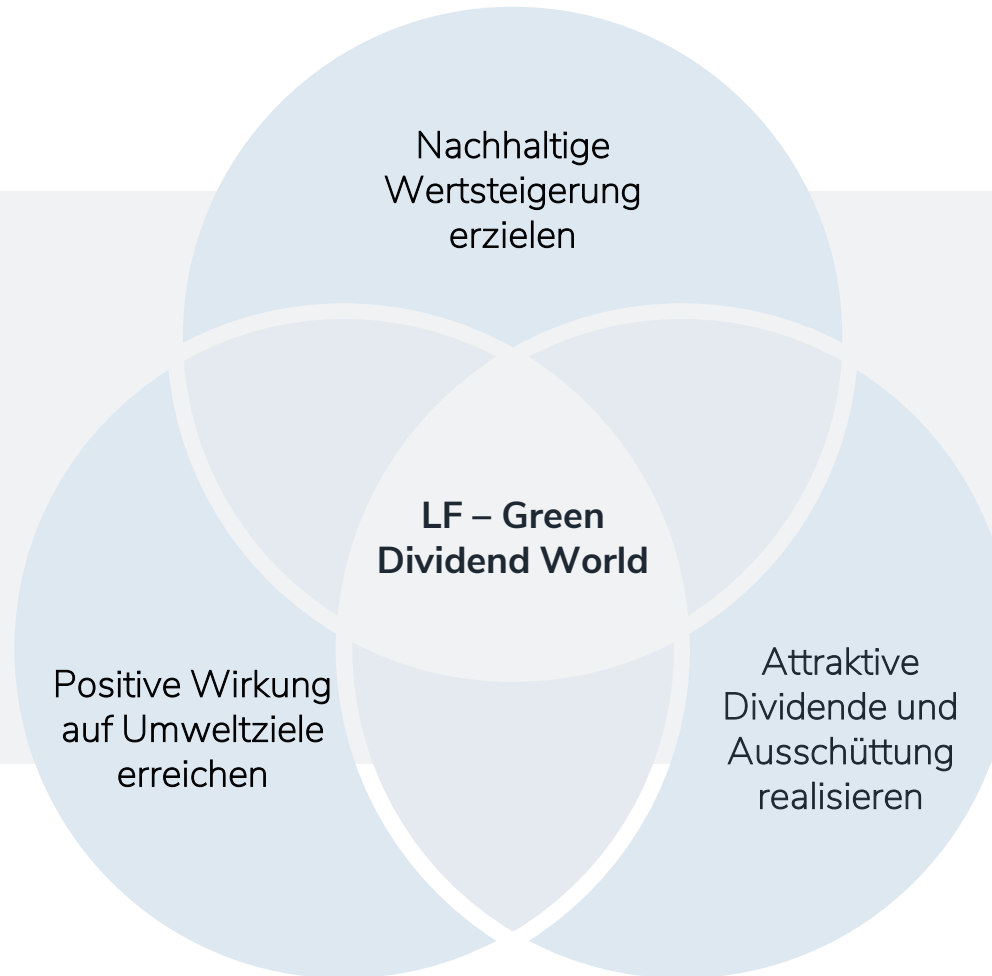 Nachhaltige
Wertsteigerung
erzielen
LF – Green
Dividend World
Positive Wirkung
auf Umweltziele
erreichen
Attraktive
Dividende und
Ausschüttung
realisieren